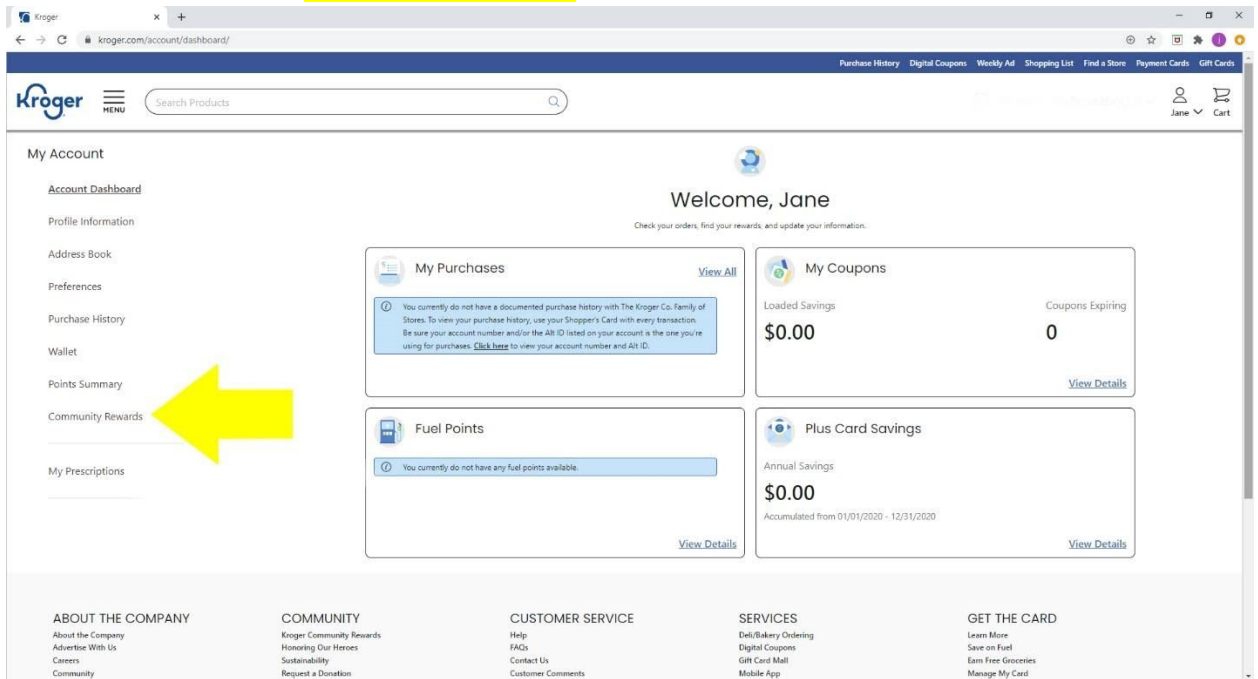 Kroger
kroger.com/account/dashboard/
Purchase History Digital Coupons Weekly Ad Shopping List Find a Store Payment Cards Gift Cards
Kroger
MENU
Search Products
Jane
Cart
My Account
Account Dashboard
Profile Information
Address Book
Preferences
Purchase History
Wallet
Points Summary
Community Rewards
My Prescriptions
Welcome, Jane
Check your orders, find your rewards, and update your information.
My Purchases
View All
You currently do not have a documented purchase history with The Kroger Co. Family of
Stores. To view your purchase history, use your Shopper's Card with every transaction.
Be sure your account number and/or the Alt ID listed on your account is the one you're
using for purchases. Click here to view your account number and Alt ID.
My Coupons
Loaded Savings
Coupons Expiring
$0.00
0
View Details
Fuel Points
You currently do not have any fuel points available.
View Details
Plus Card Savings
Annual Savings
$0.00
Accumulated from 01/01/2020 - 12/31/2020
View Details
ABOUT THE COMPANY
About the Company
Advertise With Us
Careers
Community
COMMUNITY
Kroger Community Rewards
Honoring Our Heroes
Sustainability
Request a Donation
CUSTOMER SERVICE
Help
FAQs
Contact Us
Customer Comments
SERVICES
Deli/Bakery Ordering
Digital Coupons
Gift Card Mall
Mobile App
GET THE CARD
Learn More
Save on Fuel
Earn Free Groceries
Manage My Card